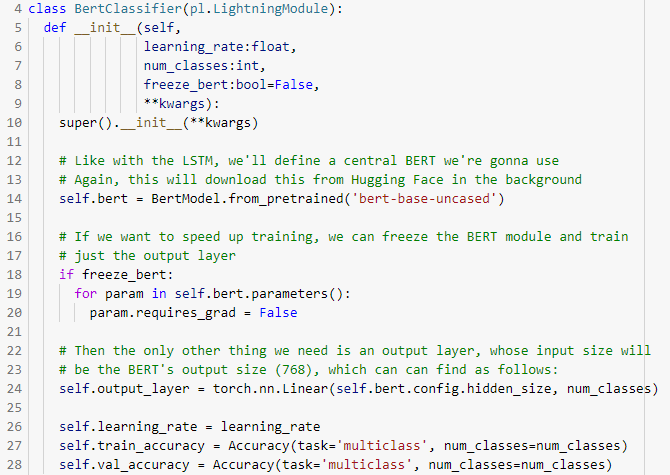 4 class BertClassifier(pl.LightningModule):
5   def __init__(self,
6                learning_rate:float,
7                num_classes:int,
8                freeze_bert:bool=False,
9                **kwargs):
10     super().__init__(**kwargs)
11
12     # Like with the LSTM, we'll define a central BERT we're gonna use
13     # Again, this will download this from Hugging Face in the background
14     self.bert = BertModel.from_pretrained('bert-base-uncased')
15
16     # If we want to speed up training, we can freeze the BERT module and train
17     # just the output layer
18     if freeze_bert:
19       for param in self.bert.parameters():
20         param.requires_grad = False
21
22     # Then the only other thing we need is an output layer, whose input size will
23     # be the BERT's output size (768), which can can find as follows:
24     self.output_layer = torch.nn.Linear(self.bert.config.hidden_size, num_classes)
25
26     self.learning_rate = learning_rate
27     self.train_accuracy = Accuracy(task='multiclass', num_classes=num_classes)
28     self.val_accuracy = Accuracy(task='multiclass', num_classes=num_classes)